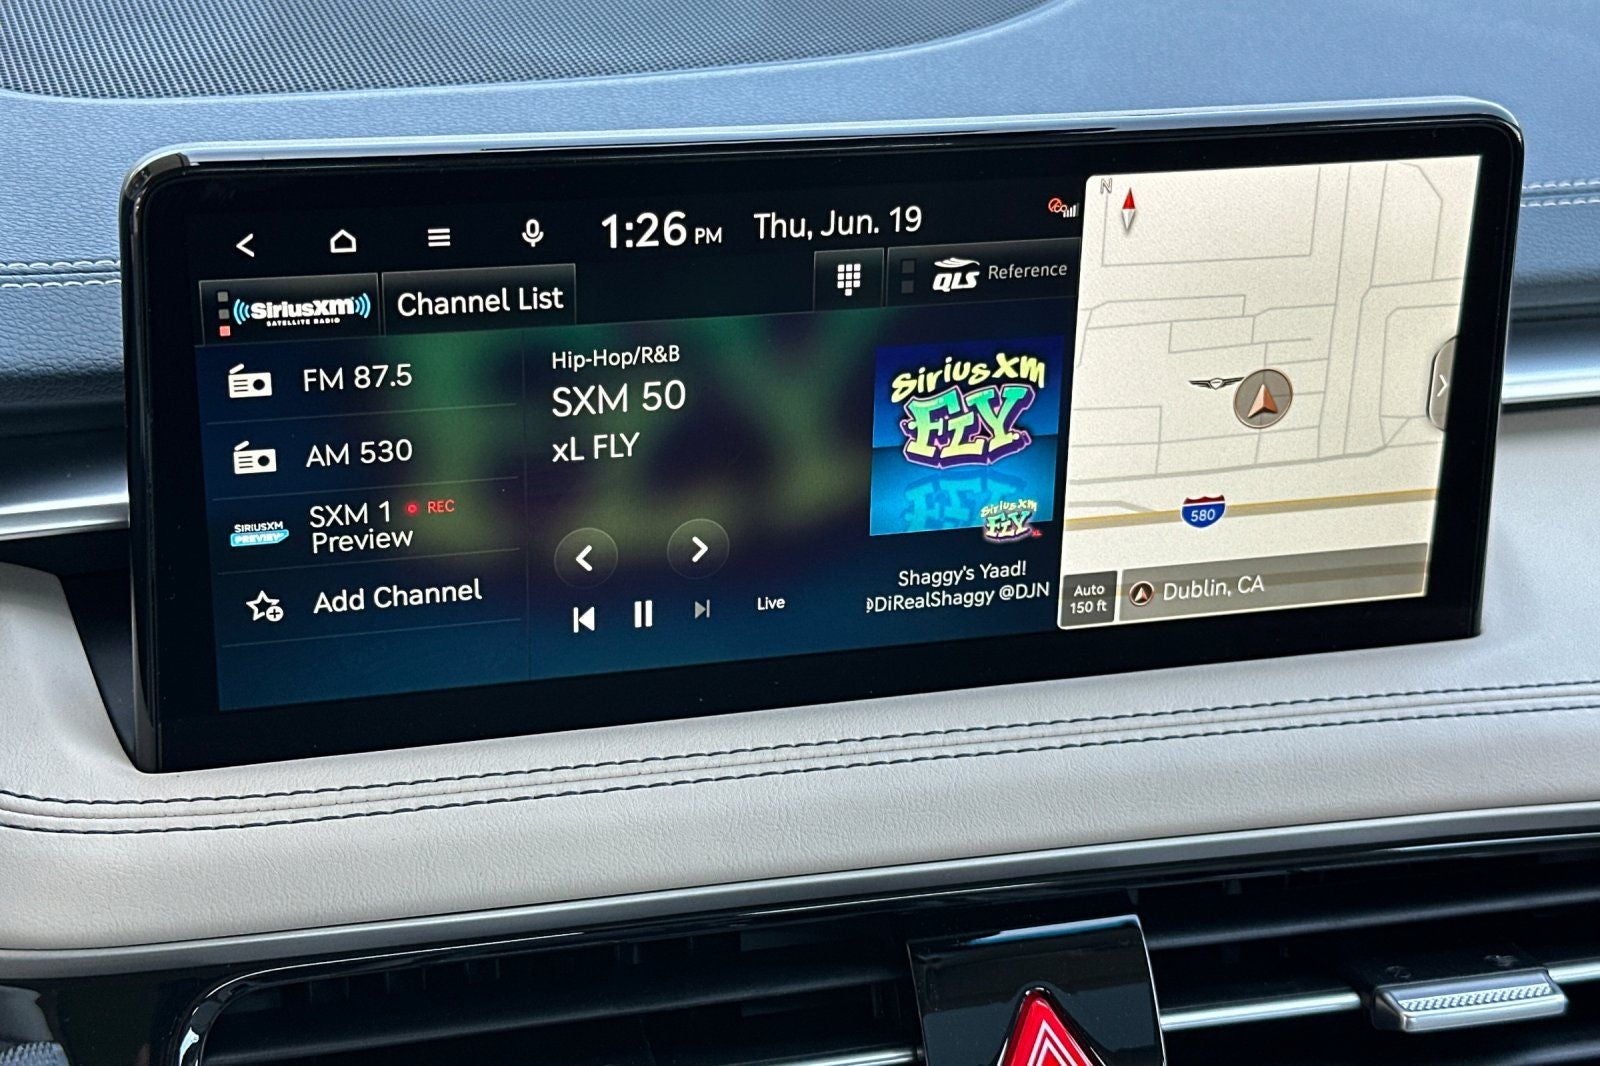 1:26 PM Thu, Jun. 19
SiriusXM
SATELLITE RADIO
Channel List
QLS Reference
FM 87.5
AM 530
SIRIUSXM
PREVIEW
SXM 1 REC
Preview
Add Channel
Hip-Hop/R&B
SXM 50
xL FLY
Live
SiriusXM
FLY
SiriusXM
FLY
XL
Shaggy's Yaad!
DiRealShaggy @DJN
N
580
Auto
150 ft
Dublin, CA